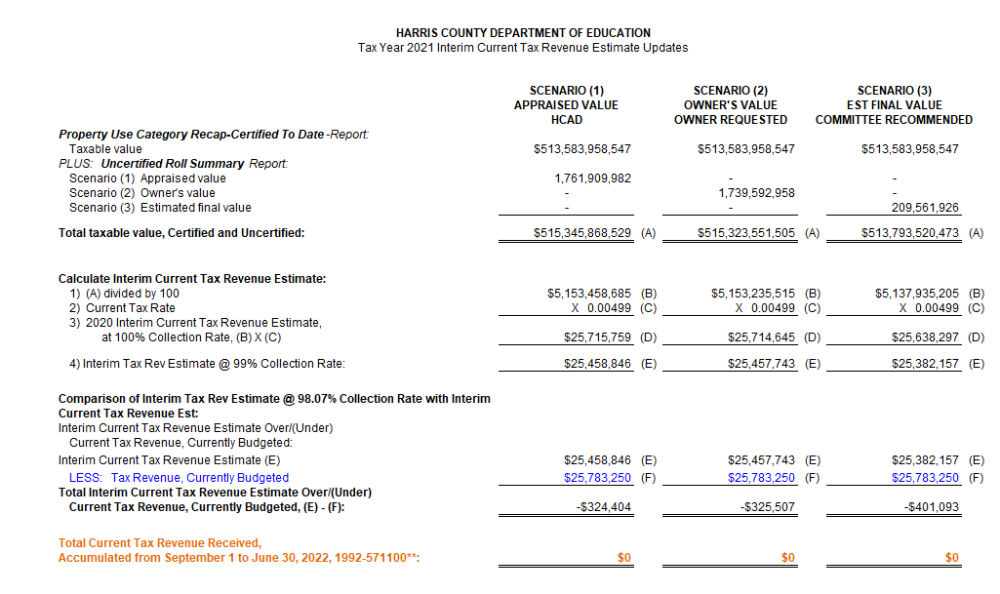 HARRIS COUNTY DEPARTMENT OF EDUCATION
Tax Year 2021 Interim Current Tax Revenue Estimate Updates
SCENARIO (1) SCENARIO (2) SCENARIO (3)
APPRAISED VALUE OWNER'S VALUE EST FINAL VALUE
HCAD OWNER REQUESTED COMMITTEE RECOMMENDED
Property Use Category Recap-Certified To Date -Report:
Taxable value $513,583,958,547 $513,583,958,547 $513,583,958,547
PLUS: Uncertified Roll Summary Report:
Scenario (1) Appraised value 1,761,909,982 - -
Scenario (2) Owner's value - 1,739,592,958 -
Scenario (3) Estimated final value - - 209,561,926
Total taxable value, Certified and Uncertified: $515,345,868,529 (A) $515,323,551,505 (A) $513,793,520,473 (A)
Calculate Interim Current Tax Revenue Estimate:
1) (A) divided by 100 $5,153,458,685 (B) $5,153,235,515 (B) $5,137,935,205 (B)
2) Current Tax Rate X 0.00499 (C) X 0.00499 (C) X 0.00499 (C)
3) 2020 Interim Current Tax Revenue Estimate,
at 100% Collection Rate, (B) X (C) $25,715,759 (D) $25,714,645 (D) $25,638,297 (D)
4) Interim Tax Rev Estimate @ 99% Collection Rate: $25,458,846 (E) $25,457,743 (E) $25,382,157 (E)
Comparison of Interim Tax Rev Estimate @ 98.07% Collection Rate with Interim
Current Tax Revenue Est:
Interim Current Tax Revenue Estimate Over/(Under)
Current Tax Revenue, Currently Budgeted:
Interim Current Tax Revenue Estimate (E) $25,458,846 (E) $25,457,743 (E) $25,382,157 (E)
LESS: Tax Revenue, Currently Budgeted $25,783,250 (F) $25,783,250 (F) $25,783,250 (F)
Total Interim Current Tax Revenue Estimate Over/(Under)
Current Tax Revenue, Currently Budgeted, (E) - (F): -$324,404 -$325,507 -$401,093
Total Current Tax Revenue Received,
Accumulated from September 1 to June 30, 2022, 1992-571100**: $0 $0 $0